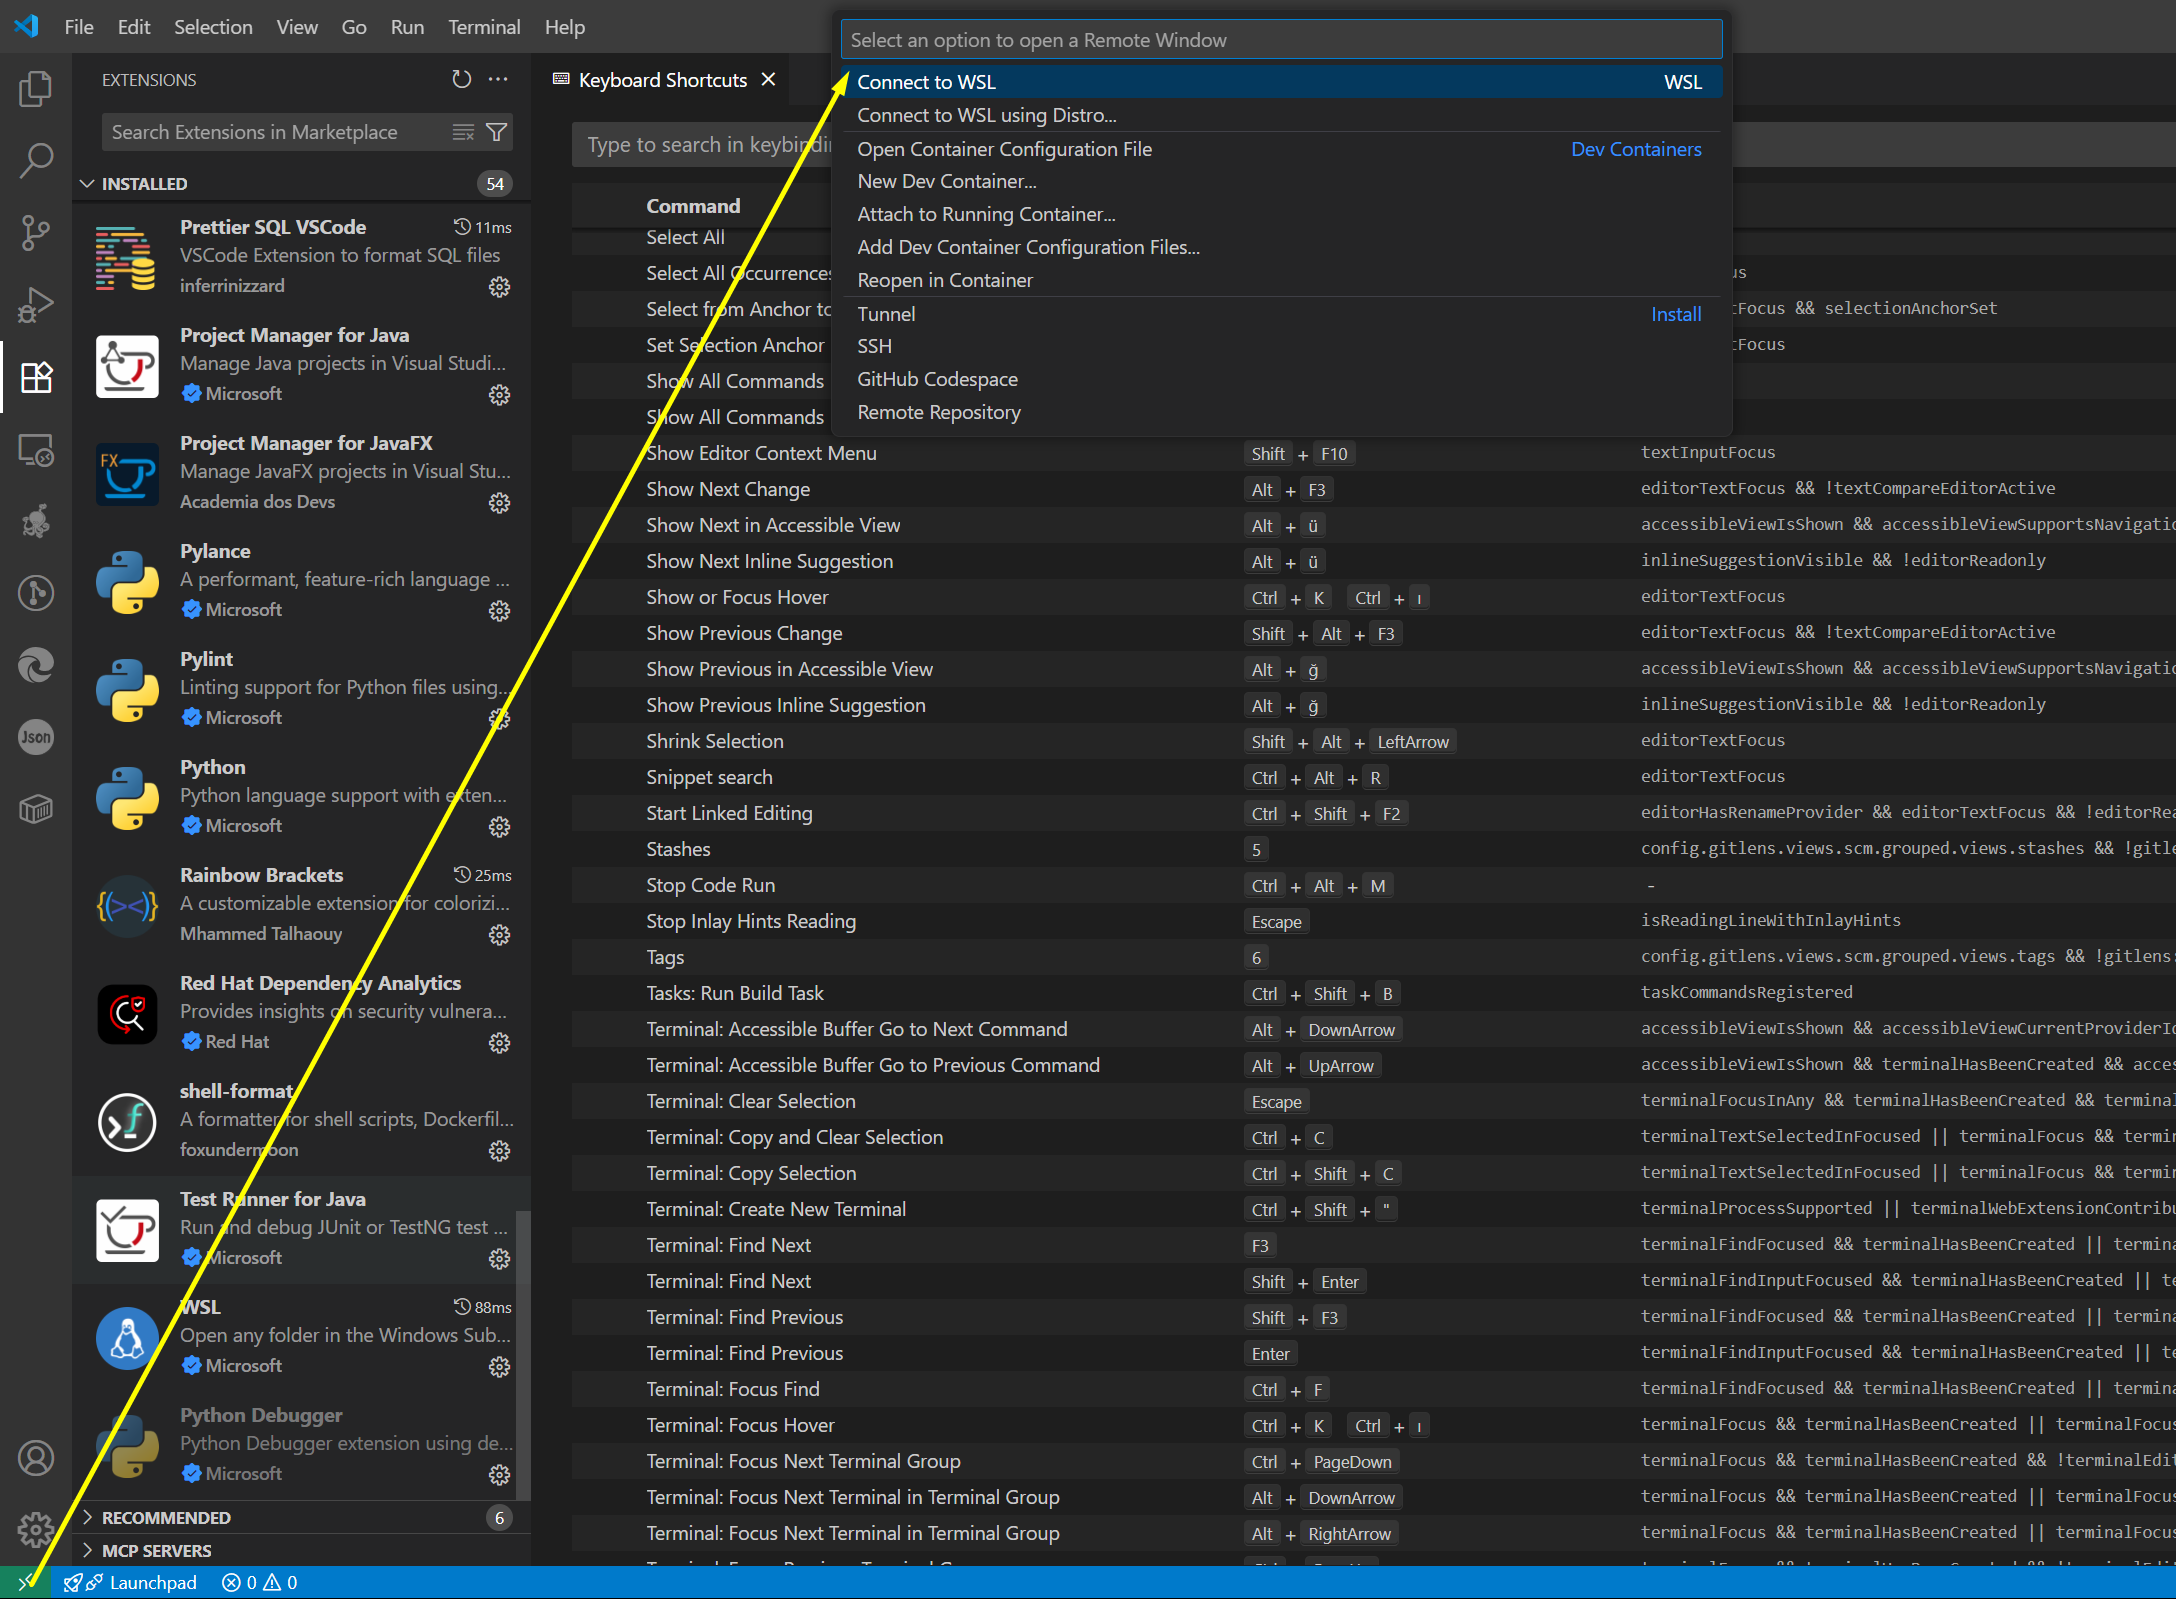 File Edit Selection View Go Run Terminal Help
Select an option to open a Remote Window
Connect to WSL WSL
Connect to WSL using Distro...
Open Container Configuration File Dev Containers
New Dev Container...
Attach to Running Container...
Add Dev Container Configuration Files...
Reopen in Container
Tunnel Install
SSH
GitHub Codespace
Remote Repository
EXTENSIONS
Search Extensions in Marketplace
INSTALLED 54
Prettier SQL VSCode 11ms
VSCode Extension to format SQL files
inferrinizzard
Project Manager for Java
Manage Java projects in Visual Studi...
Microsoft
FX
Project Manager for JavaFX
Manage JavaFX projects in Visual Stu...
Academia dos Devs
Pylance
A performant, feature-rich language ...
Microsoft
Pylint
Linting support for Python files using...
Microsoft
Json
Python
Python language support with exten...
Microsoft
Rainbow Brackets 25ms
A customizable extension for colorizi...
Mhammed Talhaouy
Red Hat Dependency Analytics
Provides insights on security vulnera...
Red Hat
shell-format
A formatter for shell scripts, Dockerfil...
foxundermoon
Test Runner for Java
Run and debug JUnit or TestNG test ...
Microsoft
WSL 88ms
Open any folder in the Windows Sub...
Microsoft
Python Debugger
Python Debugger extension using de...
Microsoft
RECOMMENDED 6
MCP SERVERS
Keyboard Shortcuts
Type to search in keybindi
Command
Select All
Select All Occurrences us
Select from Anchor to tFocus && selectionAnchorSet
Set Selection Anchor tFocus
Show All Commands
Show All Commands
Show Editor Context Menu Shift + F10 textInputFocus
Show Next Change Alt + F3 editorTextFocus && !textCompareEditorActive
Show Next in Accessible View Alt + ü accessibleViewIsShown && accessibleViewSupportsNavigatio
Show Next Inline Suggestion Alt + ü inlineSuggestionVisible && !editorReadonly
Show or Focus Hover Ctrl + K Ctrl + ı editorTextFocus
Show Previous Change Shift + Alt + F3 editorTextFocus && !textCompareEditorActive
Show Previous in Accessible View Alt + ğ accessibleViewIsShown && accessibleViewSupportsNavigatio
Show Previous Inline Suggestion Alt + ğ inlineSuggestionVisible && !editorReadonly
Shrink Selection Shift + Alt + LeftArrow editorTextFocus
Snippet search Ctrl + Alt + R editorTextFocus
Start Linked Editing Ctrl + Shift + F2 editorHasRenameProvider && editorTextFocus && !editorRea
Stashes 5 config.gitlens.views.scm.grouped.views.stashes && !gitle
Stop Code Run Ctrl + Alt + M -
Stop Inlay Hints Reading Escape isReadingLineWithInlayHints
Tags 6 config.gitlens.views.scm.grouped.views.tags && !gitlens:
Tasks: Run Build Task Ctrl + Shift + B taskCommandsRegistered
Terminal: Accessible Buffer Go to Next Command Alt + DownArrow accessibleViewIsShown && accessibleViewCurrentProviderId
Terminal: Accessible Buffer Go to Previous Command Alt + UpArrow accessibleViewIsShown && terminalHasBeenCreated && acces
Terminal: Clear Selection Escape terminalFocusInAny && terminalHasBeenCreated && terminal
Terminal: Copy and Clear Selection Ctrl + C terminalTextSelectedInFocused || terminalFocus && termin
Terminal: Copy Selection Ctrl + Shift + C terminalTextSelectedInFocused || terminalFocus && termin
Terminal: Create New Terminal Ctrl + Shift + " terminalProcessSupported || terminalWebExtensionContribu
Terminal: Find Next F3 terminalFindFocused && terminalHasBeenCreated || termina
Terminal: Find Next Shift + Enter terminalFindInputFocused && terminalHasBeenCreated || te
Terminal: Find Previous Shift + F3 terminalFindFocused && terminalHasBeenCreated || termina
Terminal: Find Previous Enter terminalFindInputFocused && terminalHasBeenCreated || te
Terminal: Focus Find Ctrl + F terminalFindFocused && terminalHasBeenCreated || termina
Terminal: Focus Hover Ctrl + K Ctrl + ı terminalFocus && terminalHasBeenCreated || terminalFocus
Terminal: Focus Next Terminal Group Ctrl + PageDown terminalFocus && terminalHasBeenCreated && !terminalEdit
Terminal: Focus Next Terminal in Terminal Group Alt + DownArrow terminalFocus && terminalHasBeenCreated || terminalFocus
Terminal: Focus Next Terminal in Terminal Group Alt + RightArrow terminalFocus && terminalHasBeenCreated || terminalFocus
Launchpad 0 0